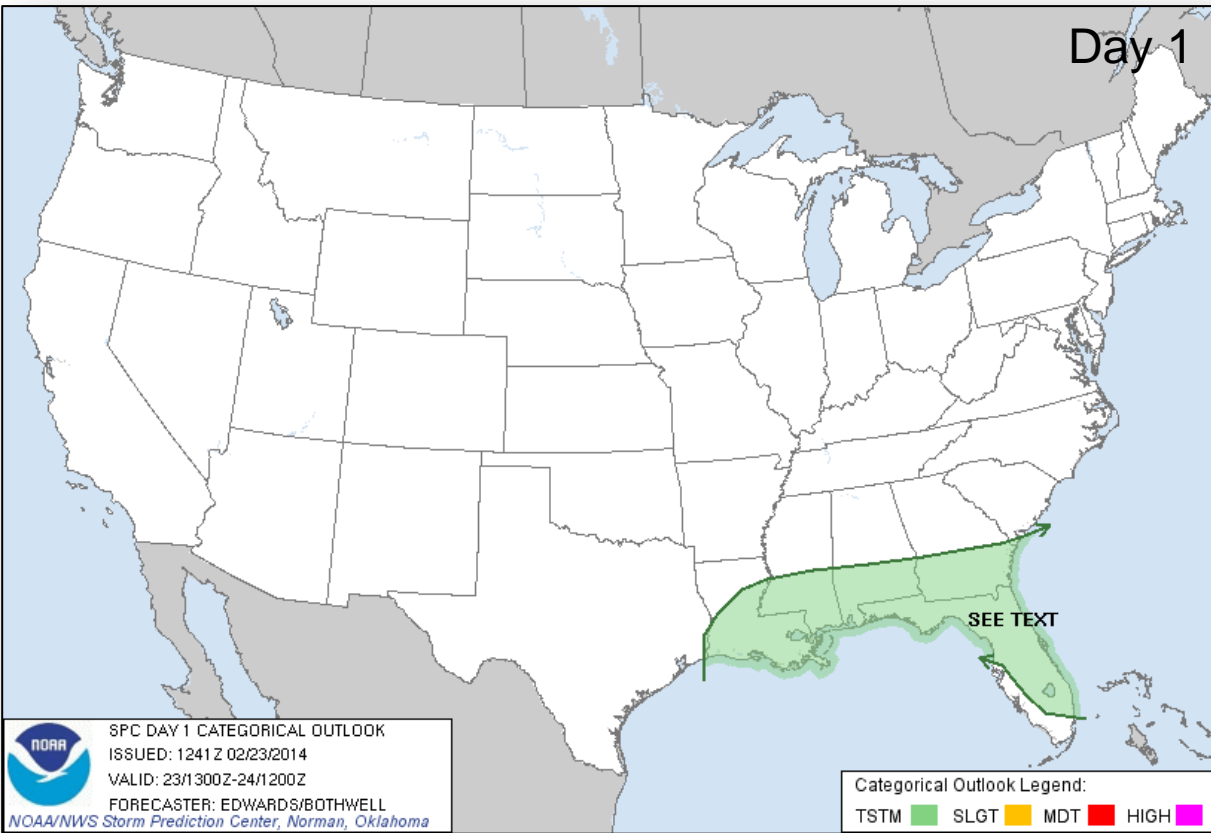 Day 1
SEE TEXT
NOAA
SPC DAY 1 CATEGORICAL OUTLOOK
ISSUED: 1241Z 02/23/2014
VALID: 23/1300Z-24/1200Z
FORECASTER: EDWARDS/BOTHWELL
NOAA/NWS Storm Prediction Center, Norman, Oklahoma
Categorical Outlook Legend:
TSTM SLGT MDT HIGH